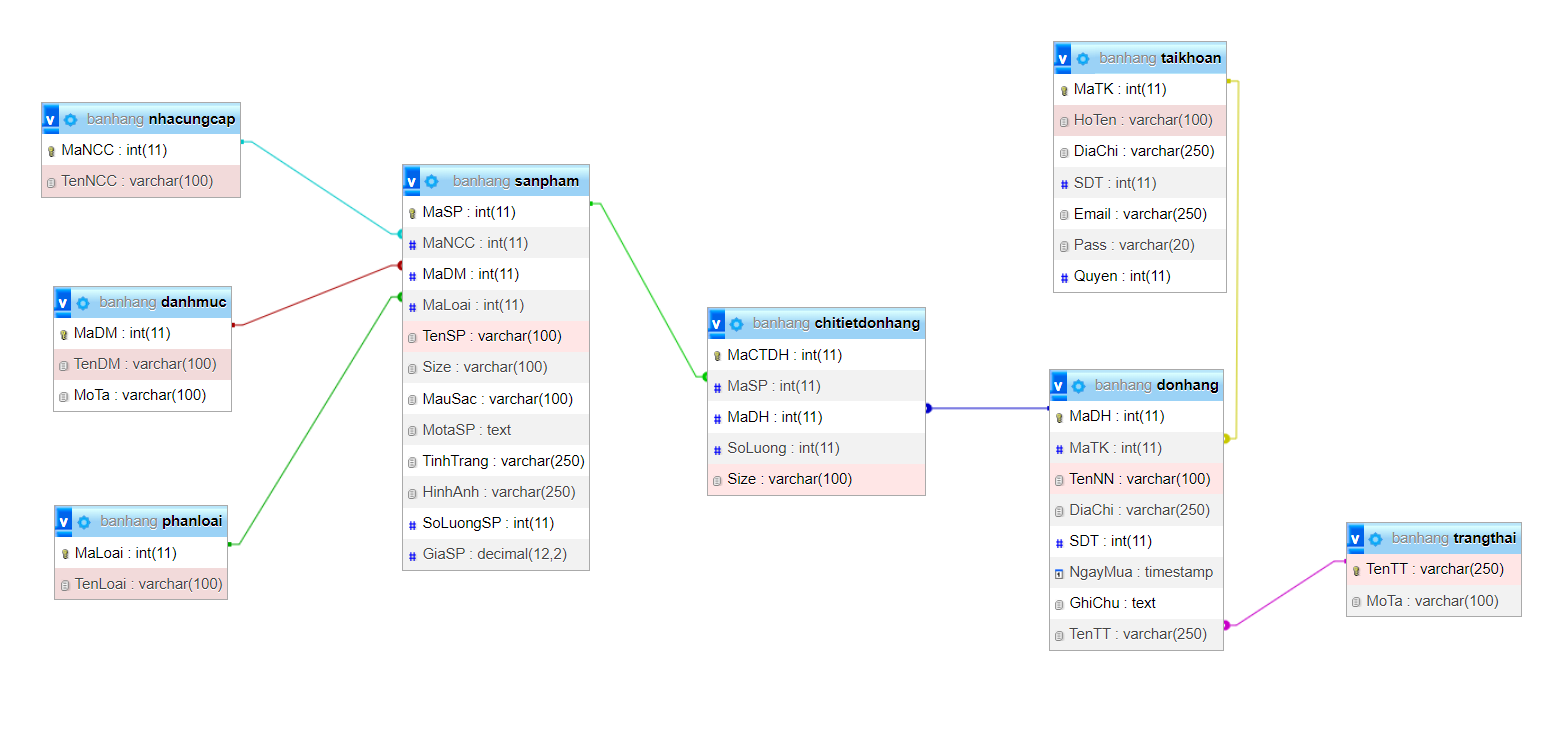 banhang nhacungcap
MaNCC : int(11)
TenNCC : varchar(100)
banhang danhmuc
MaDM : int(11)
TenDM : varchar(100)
MoTa : varchar(100)
banhang phanloai
MaLoai : int(11)
TenLoai : varchar(100)
banhang sanpham
MaSP : int(11)
MaNCC : int(11)
MaDM : int(11)
MaLoai : int(11)
TenSP : varchar(100)
Size : varchar(100)
MauSac : varchar(100)
MotaSP : text
TinhTrang : varchar(250)
HinhAnh : varchar(250)
SoLuongSP : int(11)
GiaSP : decimal(12,2)
banhang chitietdonhang
MaCTDH : int(11)
MaSP : int(11)
MaDH : int(11)
SoLuong : int(11)
Size : varchar(100)
banhang taikhoan
MaTK : int(11)
HoTen : varchar(100)
DiaChi : varchar(250)
SDT : int(11)
Email : varchar(250)
Pass : varchar(20)
Quyen : int(11)
banhang donhang
MaDH : int(11)
MaTK : int(11)
TenNN : varchar(100)
DiaChi : varchar(250)
SDT : int(11)
NgayMua : timestamp
GhiChu : text
TenTT : varchar(250)
banhang trangthai
TenTT : varchar(250)
MoTa : varchar(100)